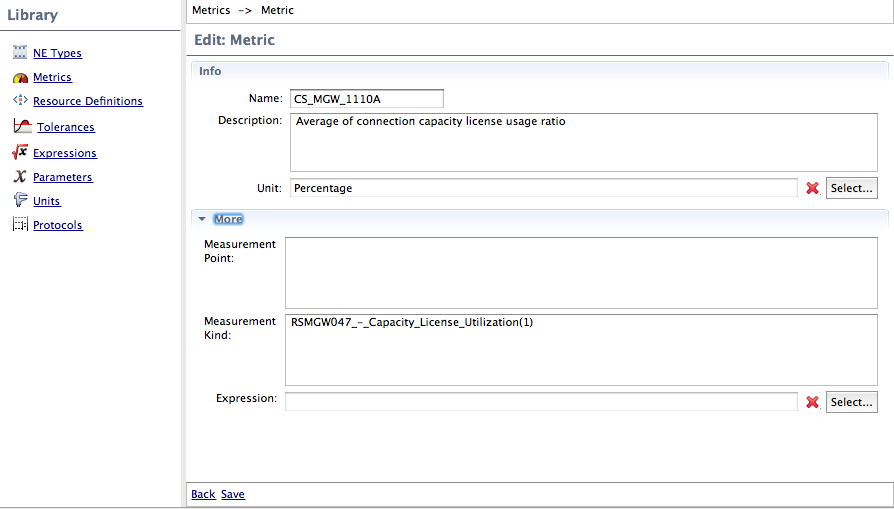 Library
NE Types
Metrics
Resource Definitions
Tolerances
Expressions
Parameters
Units
Protocols
Metrics -> Metric
Edit: Metric
Info
Name: CS_MGW_1110A
Description: Average of connection capacity license usage ratio
Unit: Percentage Select...
More
Measurement
Point:
Measurement RSMGW047_-_Capacity_License_Utilization(1)
Kind:
Expression: Select...
Back Save